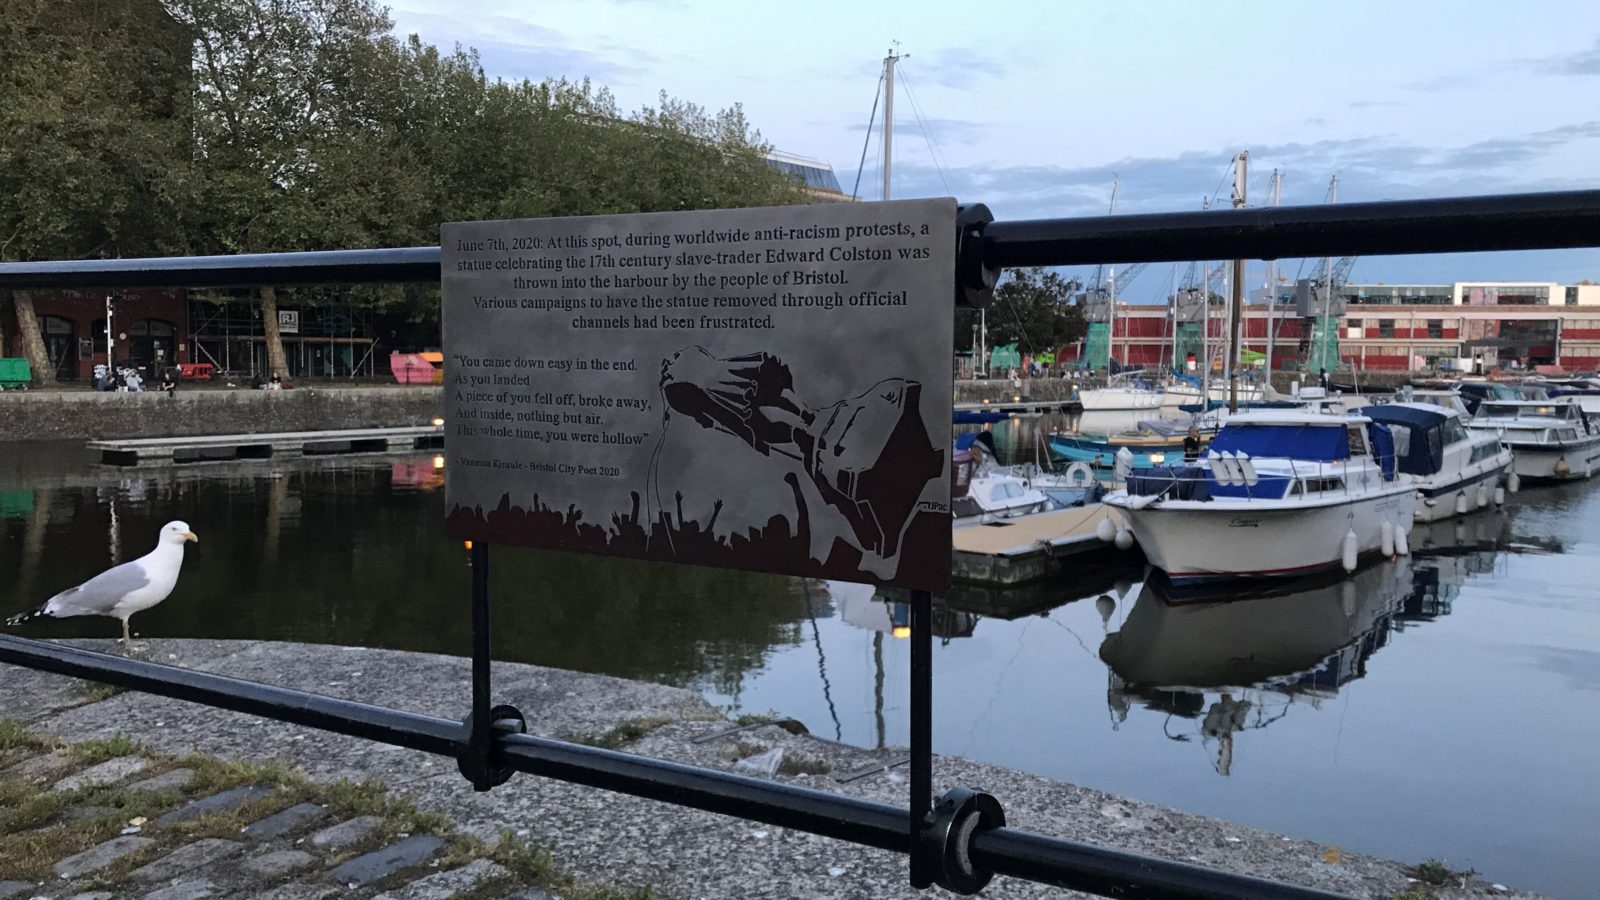 June 7th, 2020: At this spot, during worldwide anti-racism protests, a
statue celebrating the 17th century slave-trader Edward Colston was
thrown into the harbour by the people of Bristol.
Various campaigns to have the statue removed through official
channels had been frustrated.
"You came down easy in the end.
As you landed
A piece of you fell off, broke away,
And inside, nothing but air.
This whole time, you were hollow"
- Vanessa Kisuule - Bristol City Poet 2020